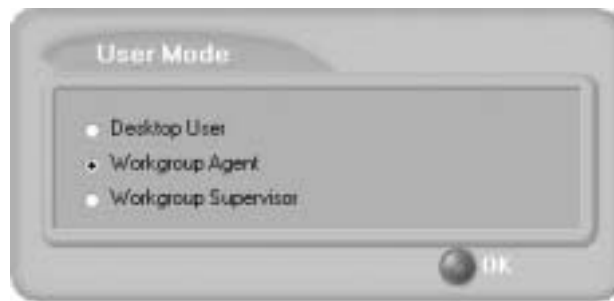 User Mode
Desktop User
Workgroup Agent
Workgroup Supervisor
OK